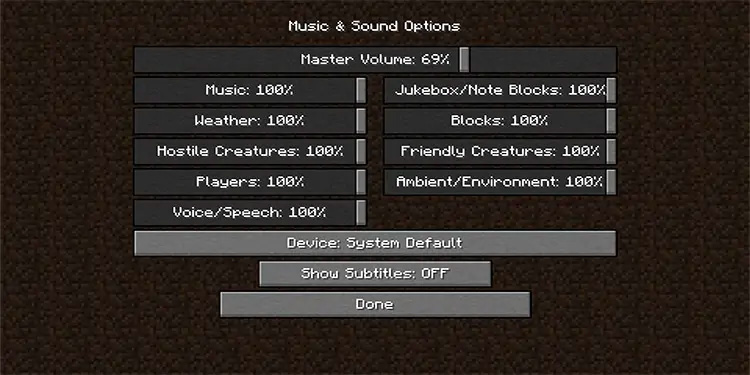 Music & Sound Options
Master Volume: 69%
Music: 100%
Jukebox/Note Blocks: 100%
Weather: 100%
Blocks: 100%
Hostile Creatures: 100%
Friendly Creatures: 100%
Players: 100%
Ambient/Environment: 100%
Voice/Speech: 100%
Device: System Default
Show Subtitles: OFF
Done